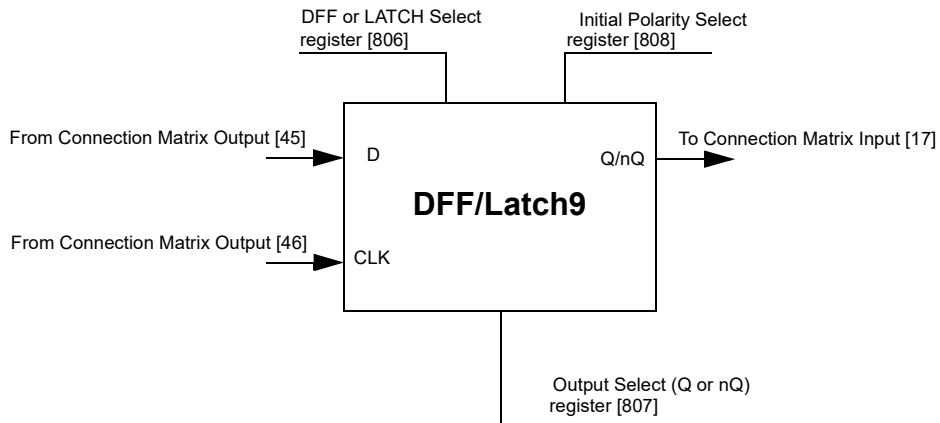 DFF or LATCH Select
register [806]
Initial Polarity Select
register [808]
From Connection Matrix Output [45]
D
Q/nQ
To Connection Matrix Input [17]
DFF/Latch9
From Connection Matrix Output [46]
CLK
Output Select (Q or nQ)
register [807]